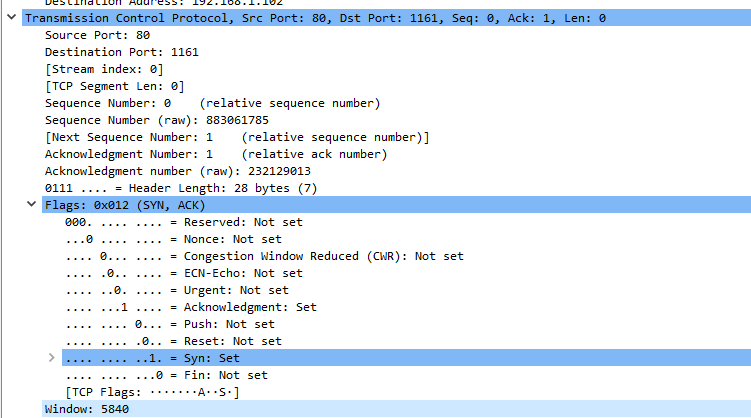 Destination Address: 192.168.1.102
Transmission Control Protocol, Src Port: 80, Dst Port: 1161, Seq: 0, Ack: 1, Len: 0
Source Port: 80
Destination Port: 1161
[Stream index: 0]
[TCP Segment Len: 0]
Sequence Number: 0    (relative sequence number)
Sequence Number (raw): 883061785
[Next Sequence Number: 1    (relative sequence number)]
Acknowledgment Number: 1    (relative ack number)
Acknowledgment number (raw): 232129013
0111 .... = Header Length: 28 bytes (7)
Flags: 0x012 (SYN, ACK)
000. .... .... = Reserved: Not set
...0 .... .... = Nonce: Not set
.... 0... .... = Congestion Window Reduced (CWR): Not set
.... .0.. .... = ECN-Echo: Not set
.... ..0. .... = Urgent: Not set
.... ...1 .... = Acknowledgment: Set
.... .... 0... = Push: Not set
.... .... .0.. = Reset: Not set
.... .... ..1. = Syn: Set
.... .... ...0 = Fin: Not set
[TCP Flags: ·······A··S·]
Window: 5840